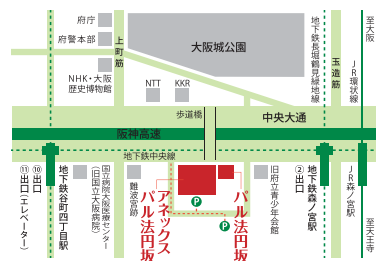 府庁
府警本部
上町筋
NHK・大阪
歴史博物館
大阪城公園
NTT
KKR
歩道橋
地下鉄長堀鶴見緑地線
玉造筋
JR環状線
至大阪
中央大通
阪神高速
地下鉄中央線
⑪出口(エレベーター)
⑩出口
地下鉄谷町四丁目駅
国立病院大阪医療センター
(旧国立大阪病院)
難波宮跡
パル法円坂
アネックス
P
P
パル法円坂
旧府立青少年会館
②出口
地下鉄森ノ宮駅
JR森ノ宮駅
至天王寺